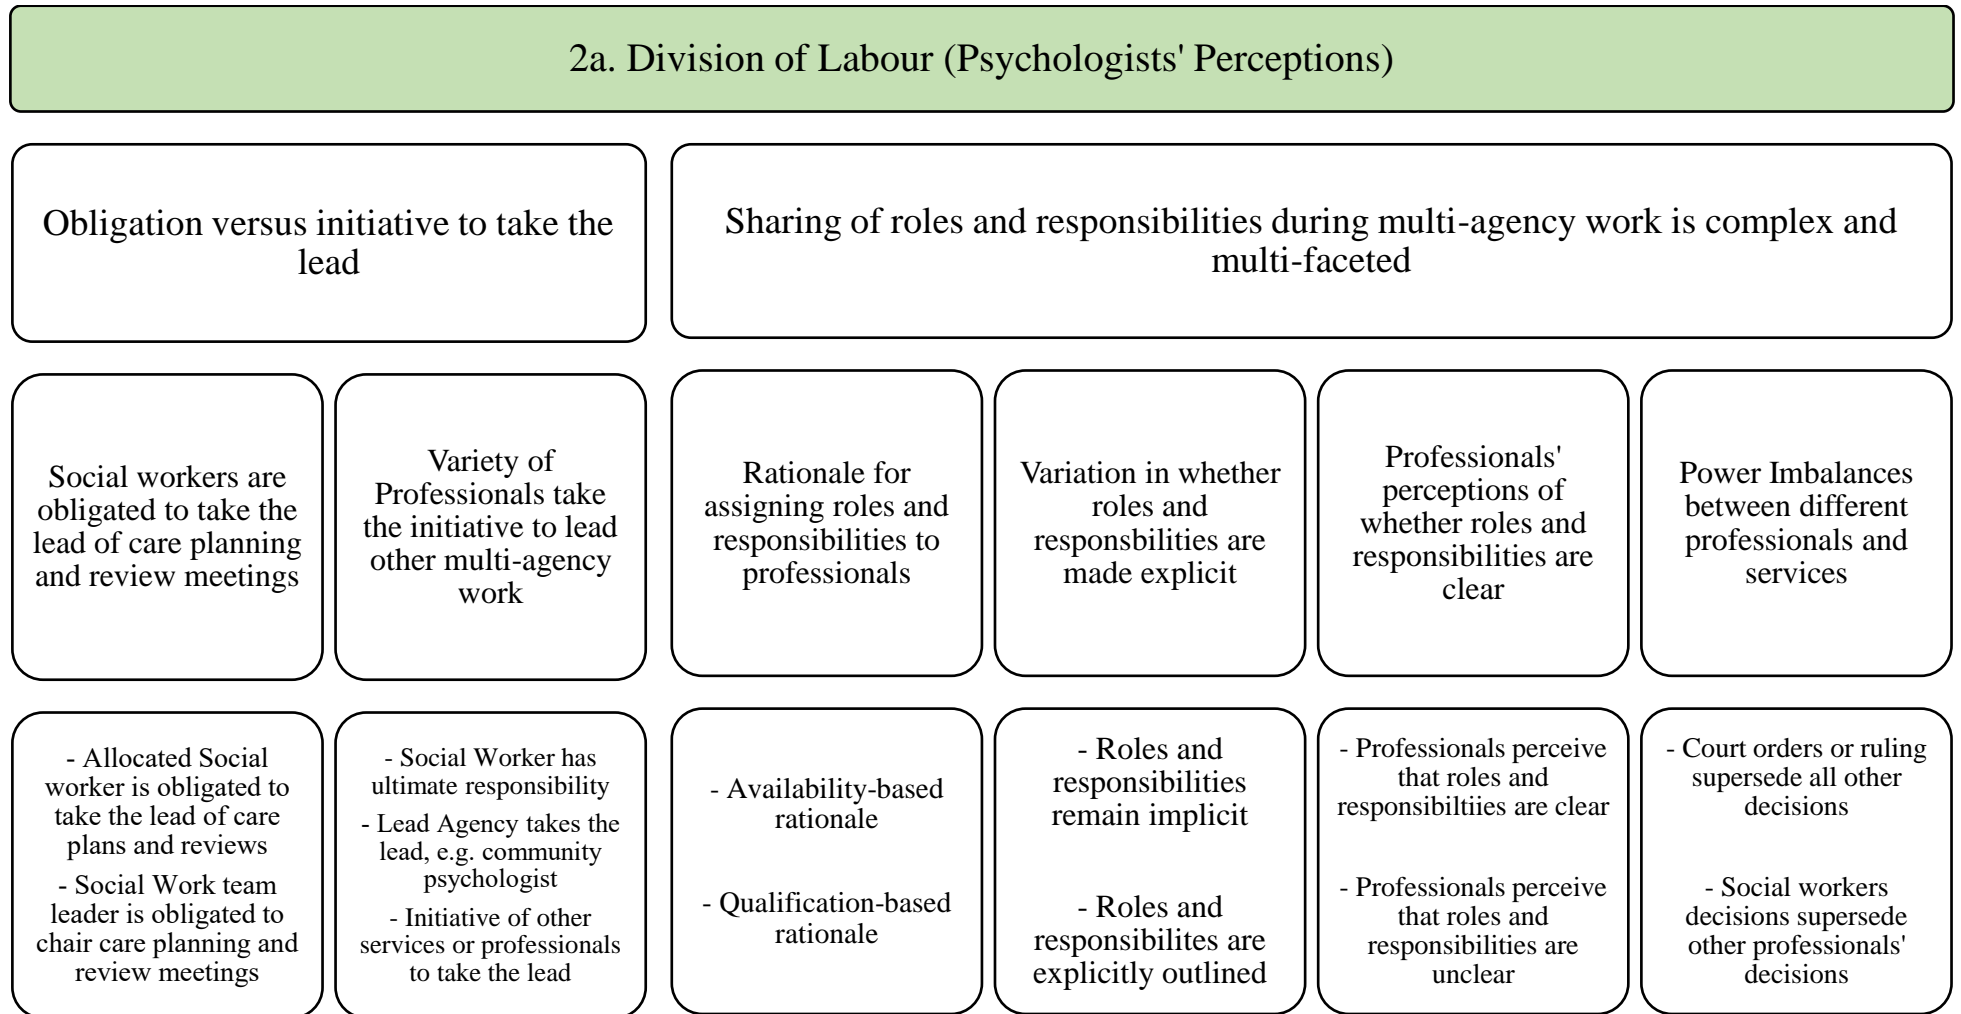 2a. Division of Labour (Psychologists' Perceptions)
Obligation versus initiative to take the
lead
Sharing of roles and responsibilities during multi-agency work is complex and
multi-faceted
Social workers are
obligated to take the
lead of care planning
and review meetings
Variety of
Professionals take
the initiative to lead
other multi-agency
work
Rationale for
assigning roles and
responsibilities to
professionals
Variation in whether
roles and
responsbilities are
made explicit
Professionals'
perceptions of
whether roles and
responsibilities are
clear
Power Imbalances
between different
professionals and
services
- Allocated Social
worker is obligated to
take the lead of care
plans and reviews
- Social Work team
leader is obligated to
chair care planning and
review meetings
- Social Worker has
ultimate responsibility
- Lead Agency takes the
lead, e.g. community
psychologist
- Initiative of other
services or professionals
to take the lead
- Availability-based
rationale
- Qualification-based
rationale
- Roles and
responsibilities
remain implicit
- Roles and
responsibilites are
explicitly outlined
- Professionals perceive
that roles and
responsibiltiies are clear
- Professionals perceive
that roles and
responsibilities are
unclear
- Court orders or ruling
supersede all other
decisions
- Social workers
decisions supersede
other professionals'
decisions